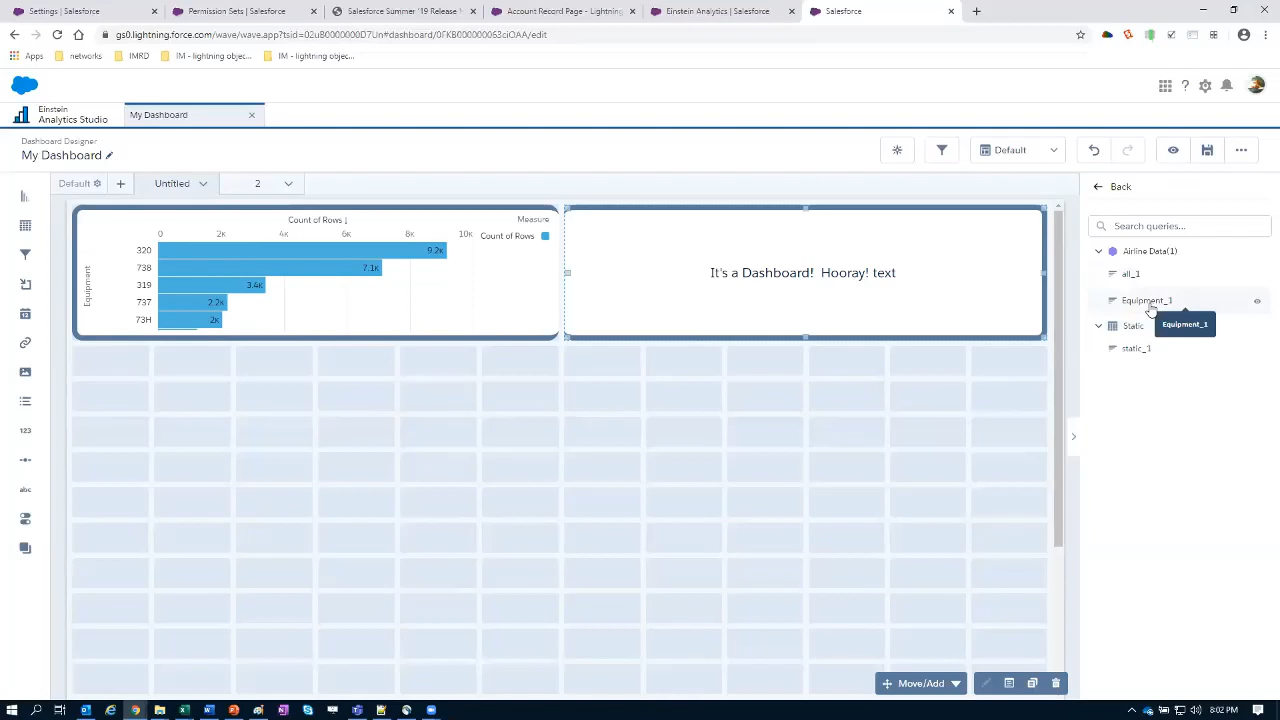 Settings | Salesforce
Permission Sets | Salesforce
Salesforce Summer '19 Release
Account Record Page - Lightning
Einstein Analytics | Salesforce
Salesforce
gs0.lightning.force.com/wave/wave.app?tsid=02uB0000000D7Un#dashboard/0FKB000000063ciOAA/edit
Apps
networks
IMRD
IM - lightning objec...
IM - lightning objec...
Einstein
Analytics Studio
My Dashboard
Dashboard Designer
My Dashboard
Default
Back
Default
Untitled
2
Search queries...
Count of Rows ↓
Measure
Count of Rows
0
2k
4k
6k
8k
10k
Equipment
320
9.2k
738
7.1k
319
3.4k
737
2.2k
73H
2k
It's a Dashboard! Hooray! text
Airline Data(1)
all_1
Equipment_1
Static
Equipment_1
static_1
123
abc
Move/Add
8:02 PM